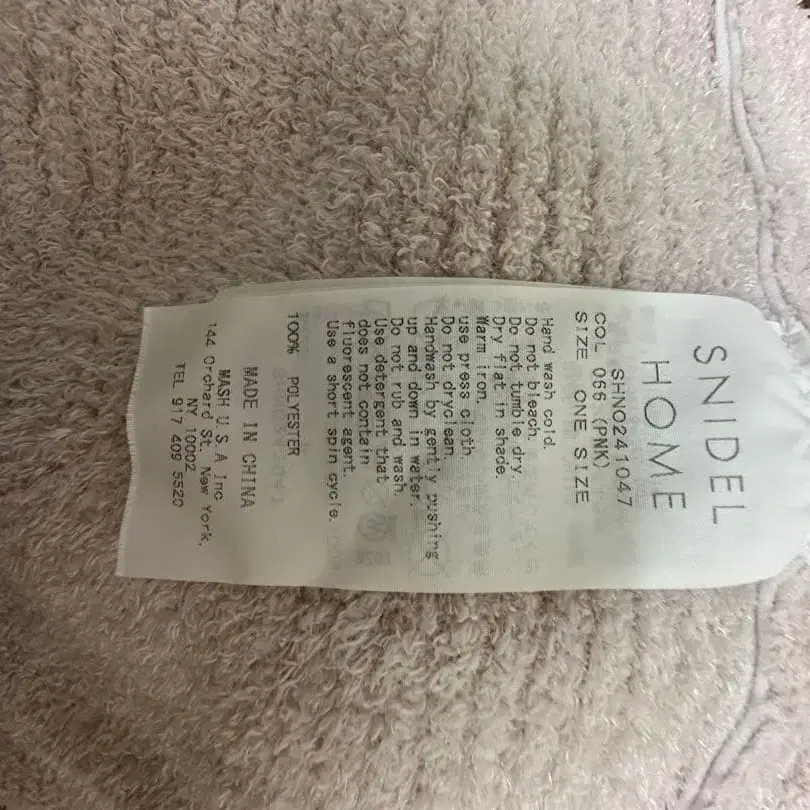 SNIDEL
HOME
SHNO241047
COL 066 (PNK)
SIZE ONE SIZE
Hand wash cold.
Do not bleach.
Do not tumble dry.
Dry flat in shade.
Warm iron.
use press cloth.
Do not dryclean.
Handwash by gently pushing
up and down in water.
Do not rub and wash.
Use detergent that
does not contain
fluorescent agent.
Use a short spin cycle.
100% POLYESTER
MADE IN CHINA
MASH U S A Inc
144 Orchard St. New York,
NY 10002
TEL 917 409 5520